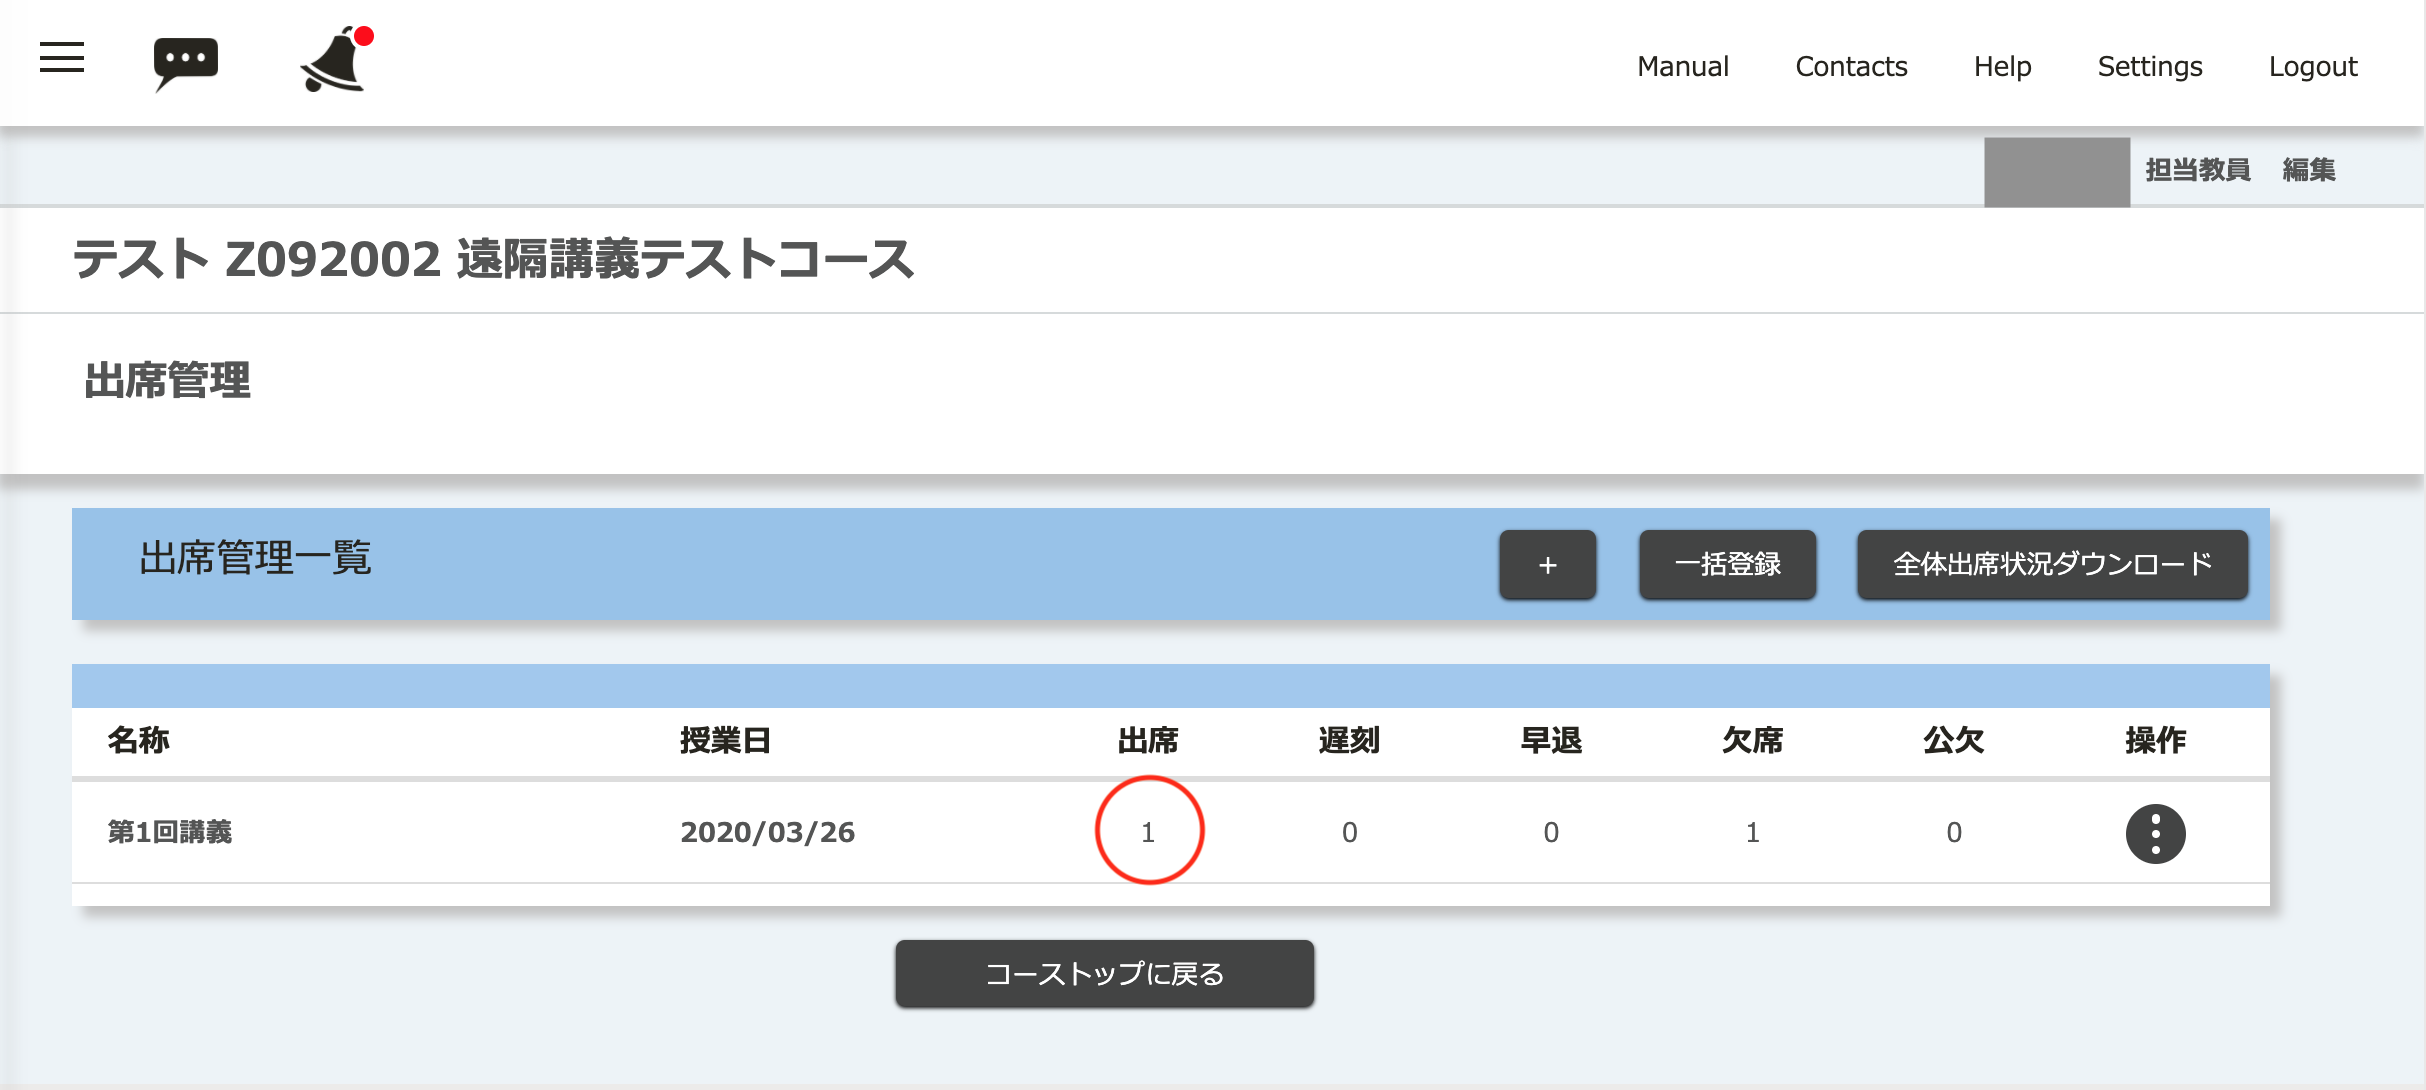 Manual Contacts Help Settings Logout
担当教員 編集
テスト Z092002 遠隔講義テストコース
出席管理
出席管理一覧 + 一括登録 全体出席状況ダウンロード
名称 授業日 出席 遅刻 早退 欠席 公欠 操作
第1回講義 2020/03/26 1 0 0 1 0
コーストップに戻る